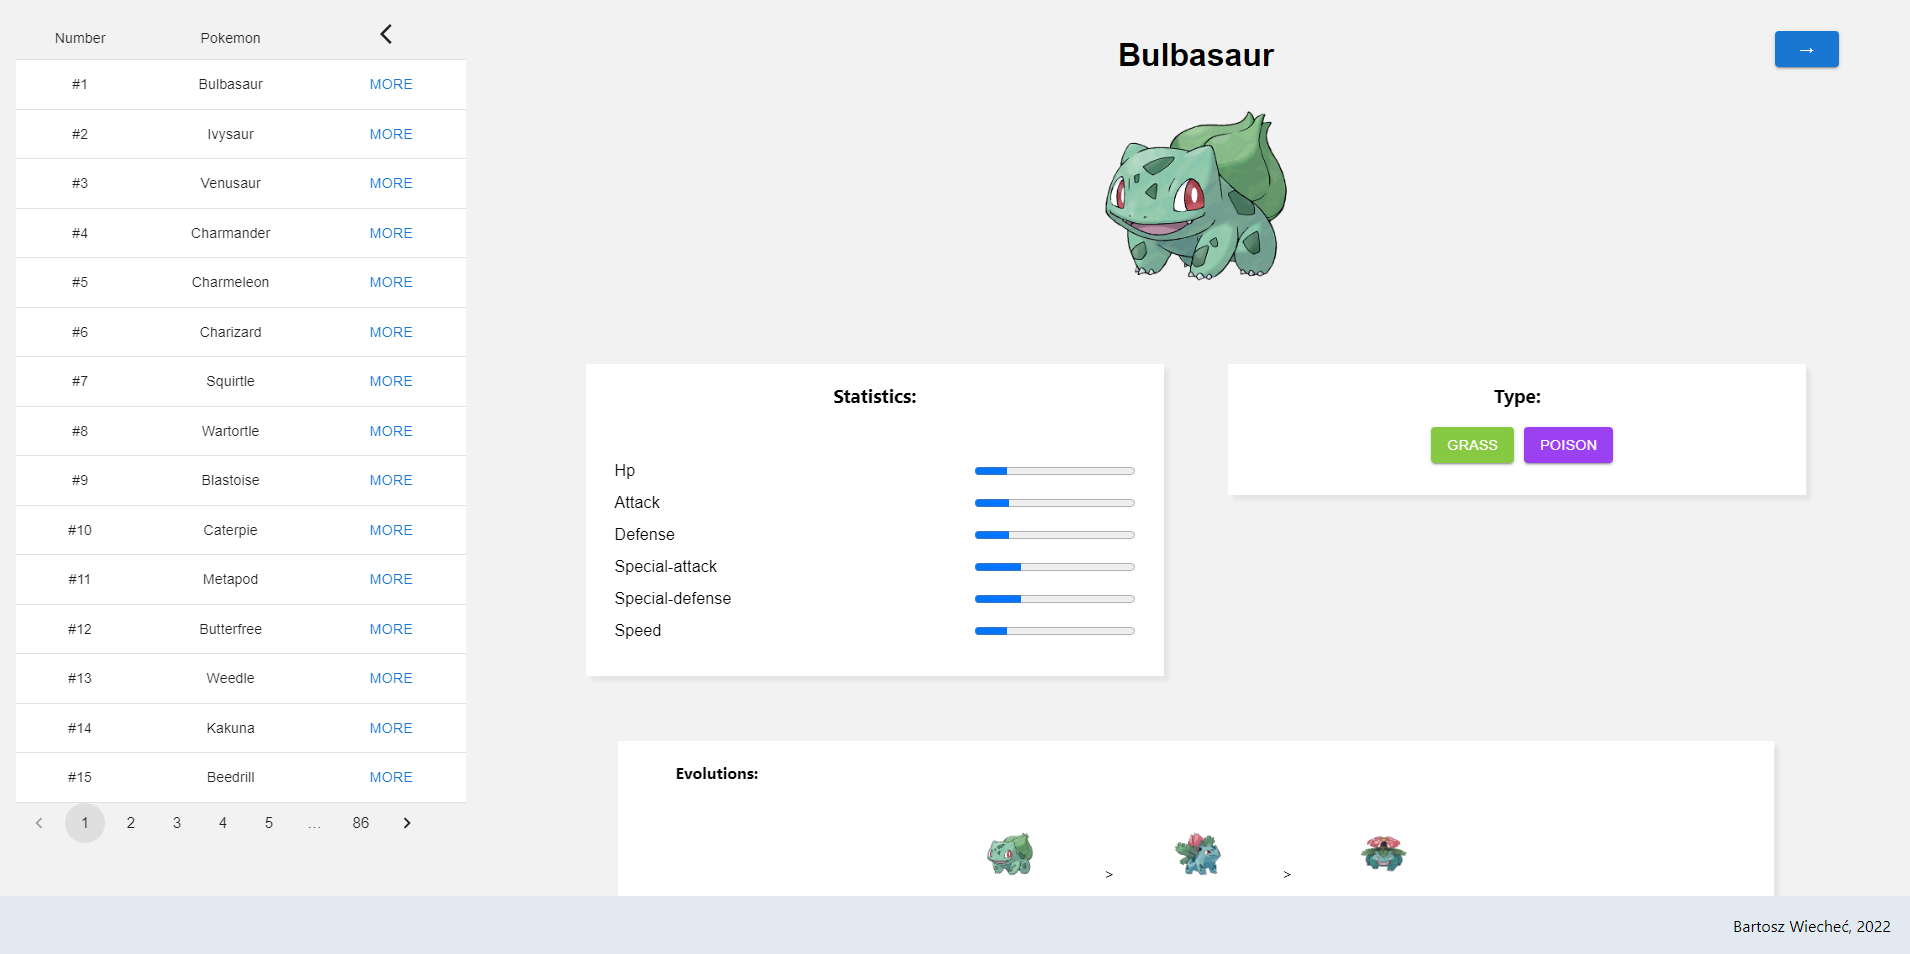 Number Pokemon
#1 Bulbasaur MORE
#2 Ivysaur MORE
#3 Venusaur MORE
#4 Charmander MORE
#5 Charmeleon MORE
#6 Charizard MORE
#7 Squirtle MORE
#8 Wartortle MORE
#9 Blastoise MORE
#10 Caterpie MORE
#11 Metapod MORE
#12 Butterfree MORE
#13 Weedle MORE
#14 Kakuna MORE
#15 Beedrill MORE
< 1 2 3 4 5 ... 86 >
Bulbasaur
→
Statistics:
Hp
Attack
Defense
Special-attack
Special-defense
Speed
Type:
GRASS POISON
Evolutions:
> >
Bartosz Wiecheć, 2022